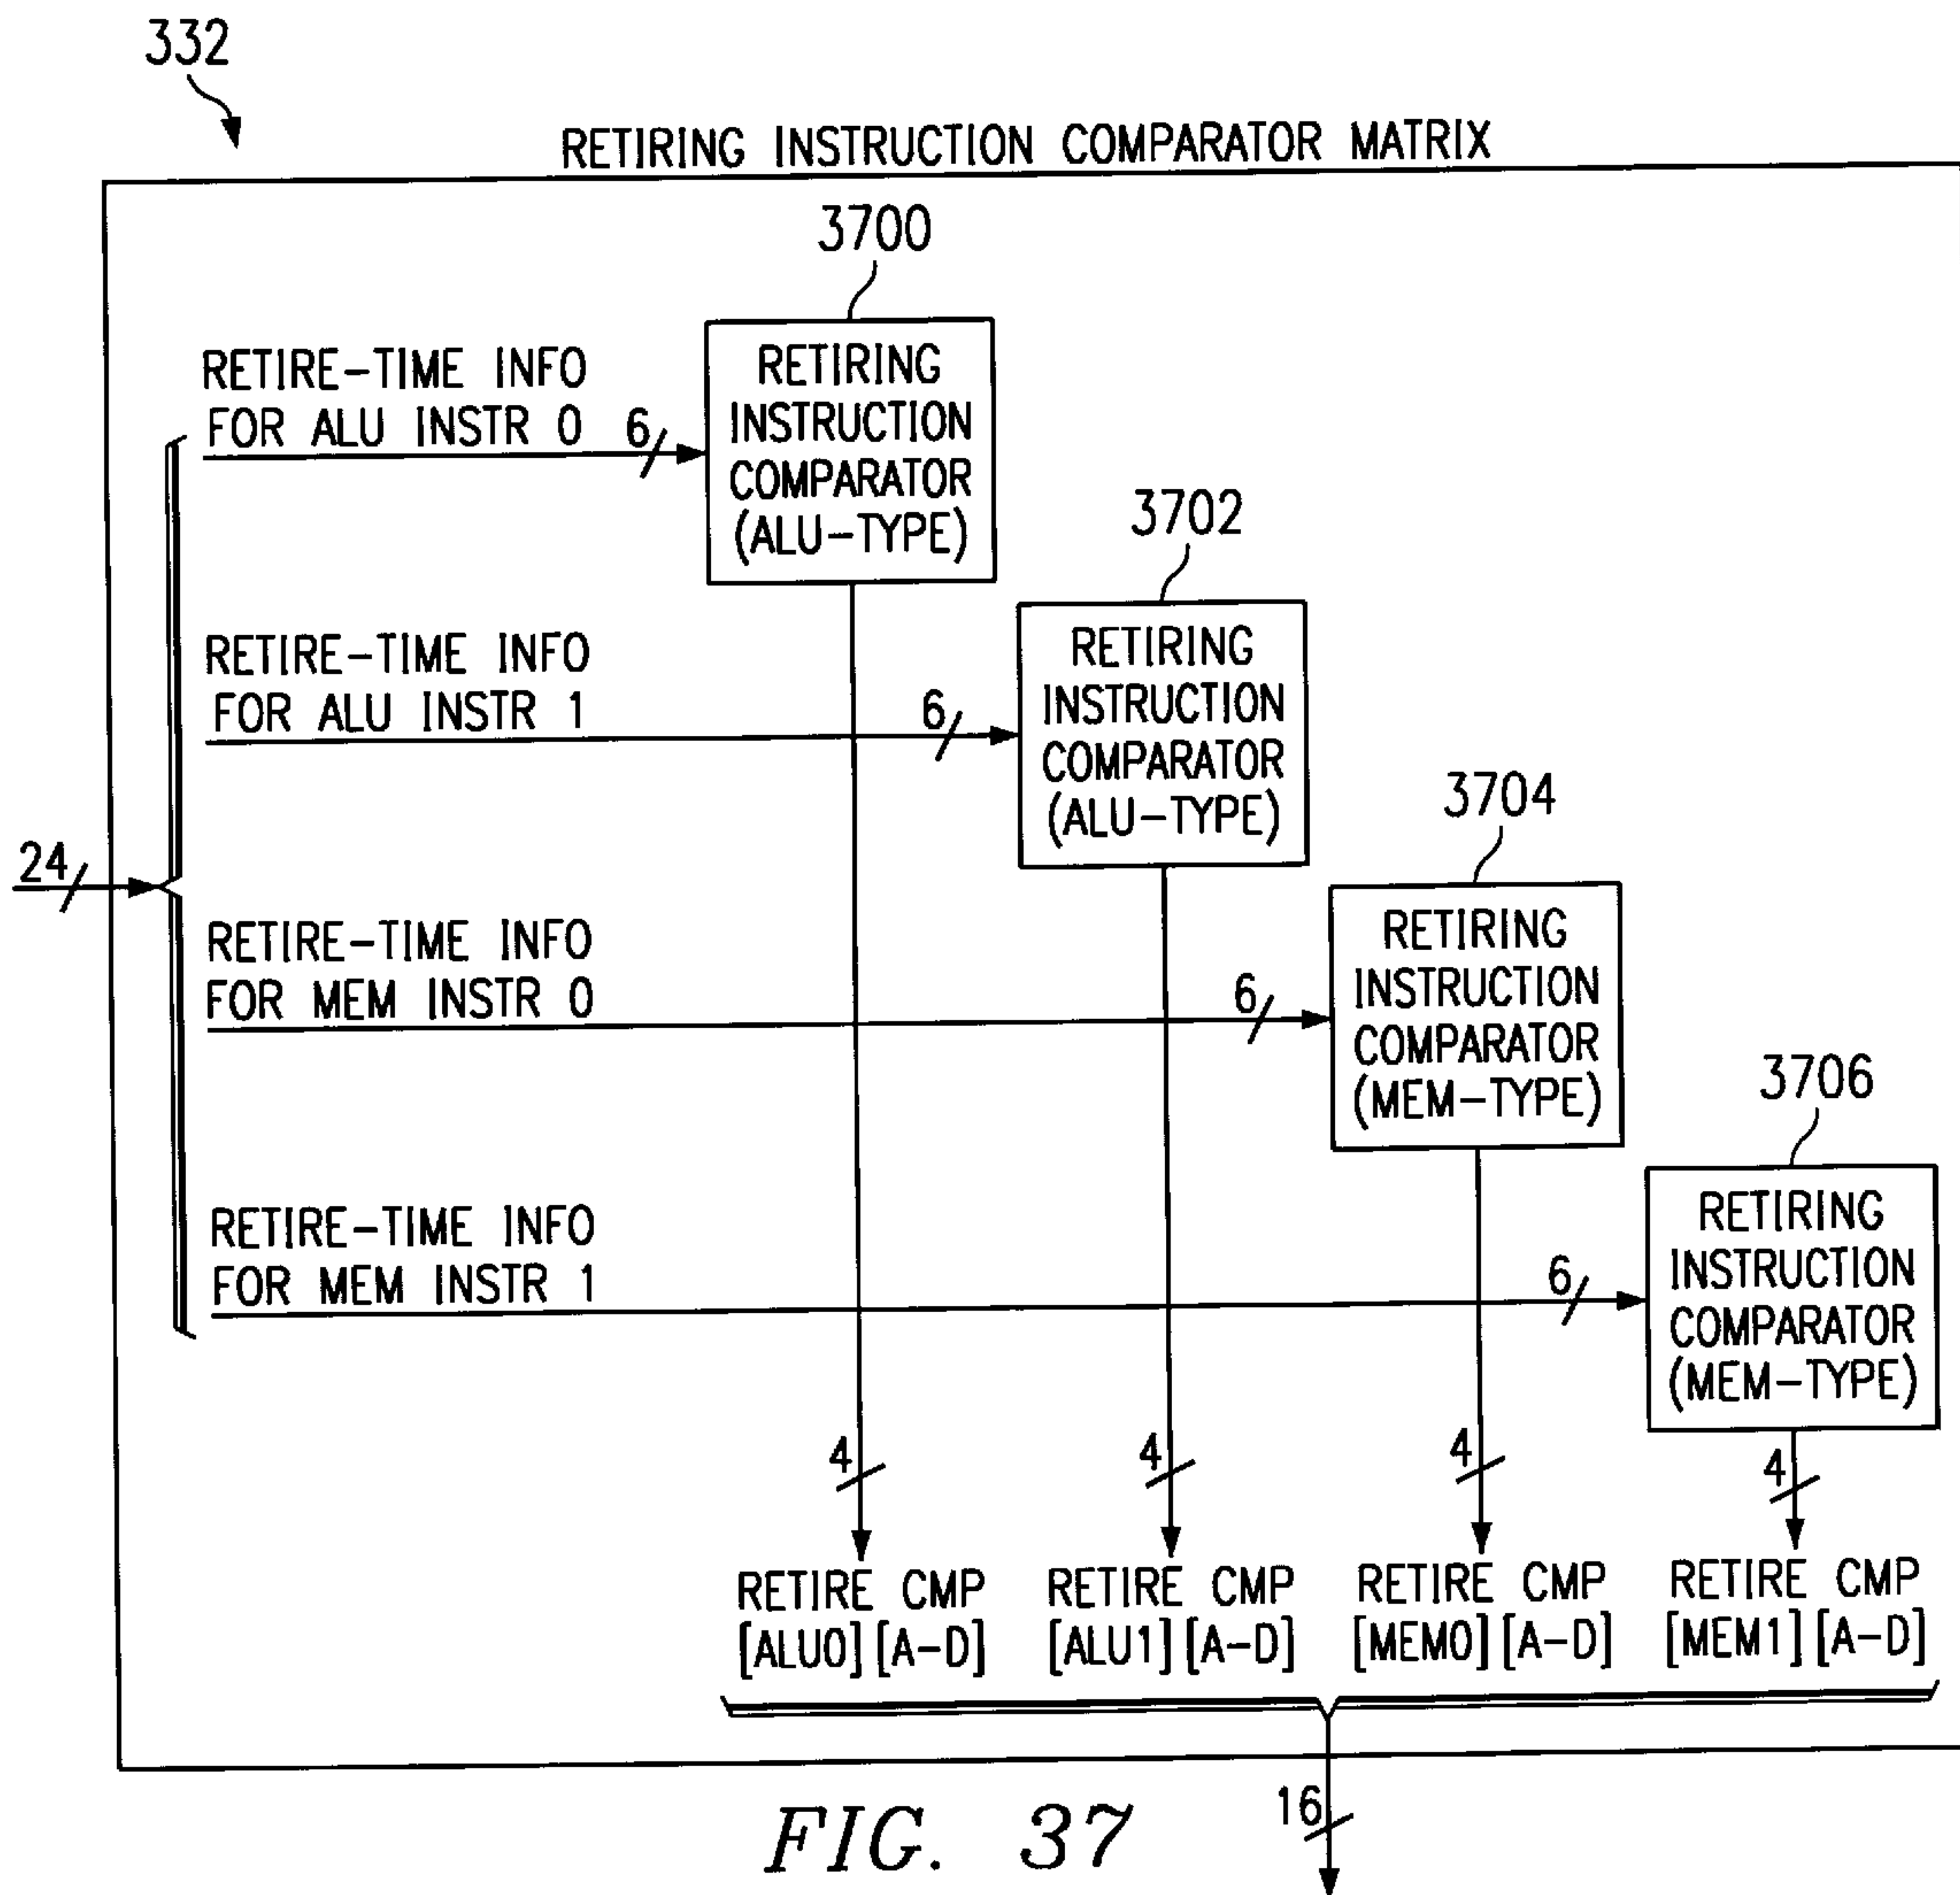 332
RETIRING INSTRUCTION COMPARATOR MATRIX
3700
RETIRE-TIME INFO
FOR ALU INSTR 0
6
RETIRING
INSTRUCTION
COMPARATOR
(ALU-TYPE)
3702
RETIRE-TIME INFO
FOR ALU INSTR 1
6
RETIRING
INSTRUCTION
COMPARATOR
(ALU-TYPE)
3704
24
RETIRE-TIME INFO
FOR MEM INSTR 0
6
RETIRING
INSTRUCTION
COMPARATOR
(MEM-TYPE)
3706
RETIRE-TIME INFO
FOR MEM INSTR 1
6
RETIRING
INSTRUCTION
COMPARATOR
(MEM-TYPE)
4
4
4
4
RETIRE CMP
[ALU0][A-D]
RETIRE CMP
[ALU1][A-D]
RETIRE CMP
[MEM0][A-D]
RETIRE CMP
[MEM1][A-D]
16
FIG. 37